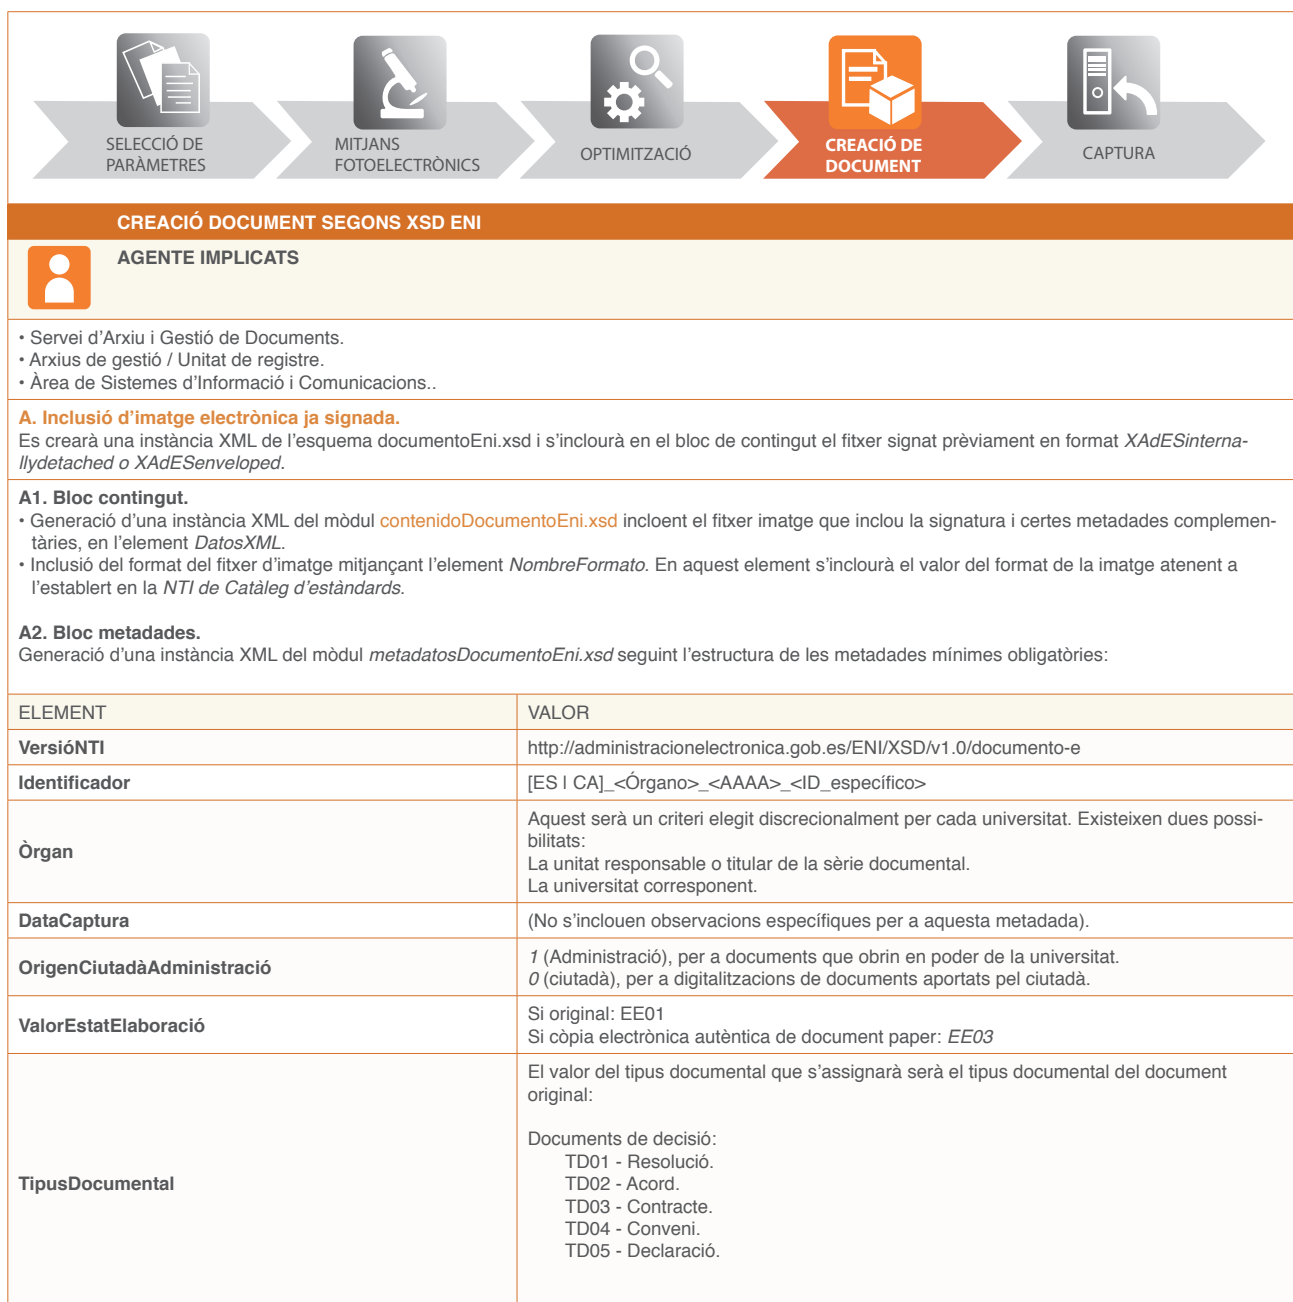 SELECCIÓ DE
PARÀMETRES
MITJANS
FOTOELECTRÒNICS
OPTIMITZACIÓ
CREACIÓ DE
DOCUMENT
CAPTURA
CREACIÓ DOCUMENT SEGONS XSD ENI
AGENTE IMPLICATS
• Servei d’Arxiu i Gestió de Documents.
• Arxius de gestió / Unitat de registre.
• Àrea de Sistemes d’Informació i Comunicacions..
A. Inclusió d’imatge electrònica ja signada.
Es crearà una instància XML de l’esquema documentoEni.xsd i s’inclourà en el bloc de contingut el fitxer signat prèviament en format XAdESinterna-
llydetached o XAdESenveloped.
A1. Bloc contingut.
• Generació d’una instància XML del mòdul contenidoDocumentoEni.xsd incloent el fitxer imatge que inclou la signatura i certes metadades complemen-
tàries, en l’element DatosXML.
• Inclusió del format del fitxer d’imatge mitjançant l’element NombreFormato. En aquest element s’inclourà el valor del format de la imatge atenent a
l’establert en la NTI de Catàleg d’estàndards.
A2. Bloc metadades.
Generació d’una instància XML del mòdul metadatosDocumentoEni.xsd seguint l’estructura de les metadades mínimes obligatòries:
ELEMENT
VALOR
VersióNTI
http://administracionelectronica.gob.es/ENI/XSD/v1.0/documento-e
Identificador
[ES | CA]_<Órgano>_<AAAA>_<ID_específico>
Òrgan
Aquest serà un criteri elegit discrecionalment per cada universitat. Existeixen dues possi-
bilitats:
La unitat responsable o titular de la sèrie documental.
La universitat corresponent.
DataCaptura
(No s’inclouen observacions específiques per a aquesta metadada).
OrigenCiutadàAdministració
1 (Administració), per a documents que obrin en poder de la universitat.
0 (ciutadà), per a digitalitzacions de documents aportats pel ciutadà.
ValorEstatElaboració
Si original: EE01
Si còpia electrònica autèntica de document paper: EE03
TipusDocumental
El valor del tipus documental que s’assignarà serà el tipus documental del document
original:
Documents de decisió:
TD01 - Resolució.
TD02 - Acord.
TD03 - Contracte.
TD04 - Conveni.
TD05 - Declaració.